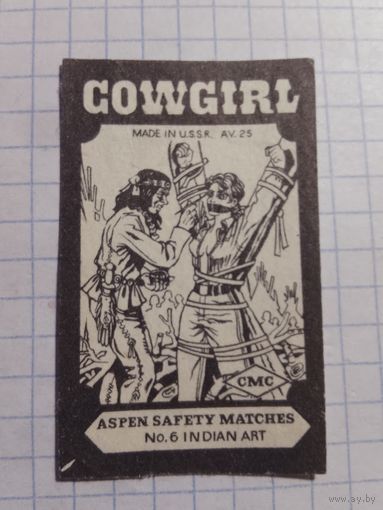 COWGIRL
MADE IN U.S.S.R. AV. 25
CMC
ASPEN SAFETY MATCHES
No. 6 INDIAN ART
www.ay.by